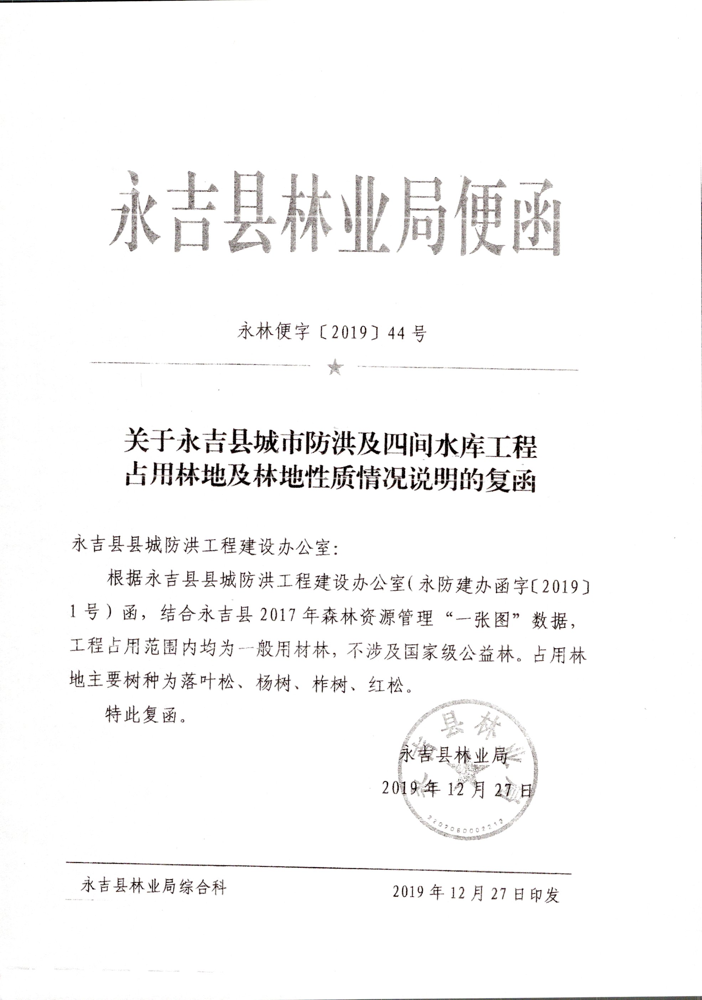 永吉县林业局便函
永林便字〔2019〕44 号
关于永吉县城市防洪及四间水库工程
占用林地及林地性质情况说明的复函
永吉县县城防洪工程建设办公室：
根据永吉县县城防洪工程建设办公室（永防建办函字〔2019〕
1 号）函，结合永吉县 2017 年森林资源管理“一张图”数据，
工程占用范围内均为一般用材林，不涉及国家级公益林。占用林
地主要树种为落叶松、杨树、柞树、红松。
特此复函。
永吉县林业局
2019 年 12 月 27 日
永吉县林业局
永吉县林业局综合科
2019 年 12 月 27 日印发